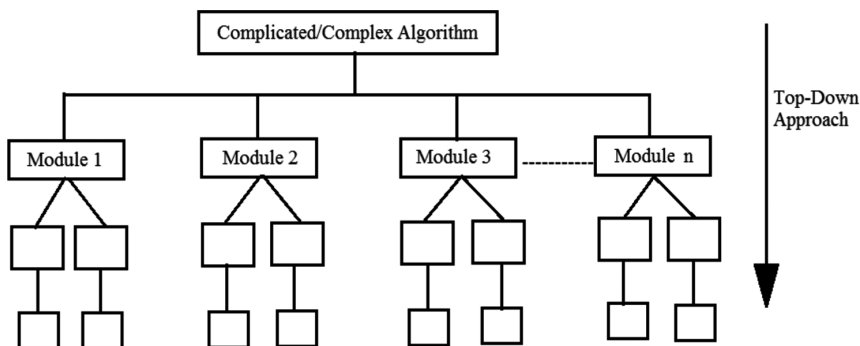 Complicated/Complex Algorithm
Top-Down
Approach
Module 1
Module 2
Module 3
Module n